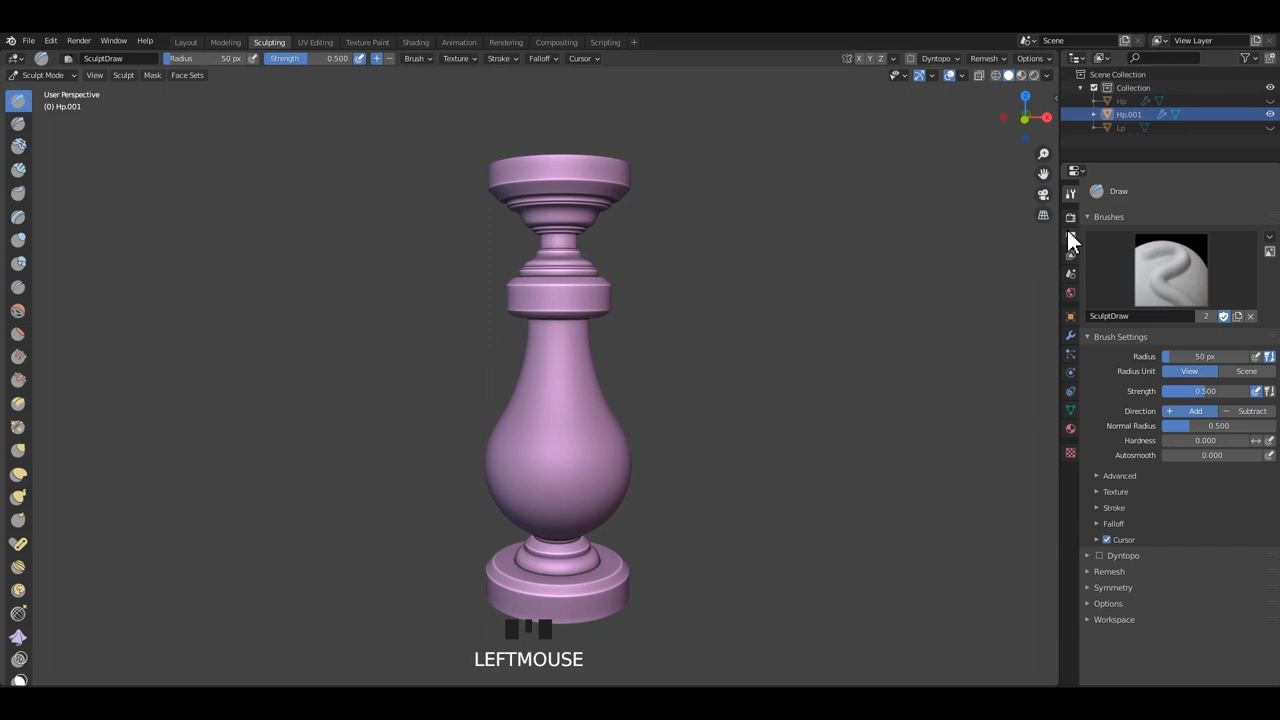 File Edit Render Window Help Layout Modeling Sculpting UV Editing Texture Paint Shading Animation Rendering Compositing Scripting + Scene View Layer
SculptDraw Radius 50 px Strength 0.500 + − Brush Texture Stroke Falloff Cursor X Y Z Dyntopo Remesh Options
Sculpt Mode View Sculpt Mask Face Sets
User Perspective
(0) Hp.001
Z
X
Scene Collection
Collection
Hp
Hp.001
Lp
Draw
Brushes
SculptDraw 2
Brush Settings
Radius 50 px
Radius Unit View Scene
Strength 0.500
Direction + Add − Subtract
Normal Radius 0.500
Hardness 0.000
Autosmooth 0.000
Advanced
Texture
Stroke
Falloff
Cursor
Dyntopo
Remesh
Symmetry
Options
Workspace
LEFTMOUSE